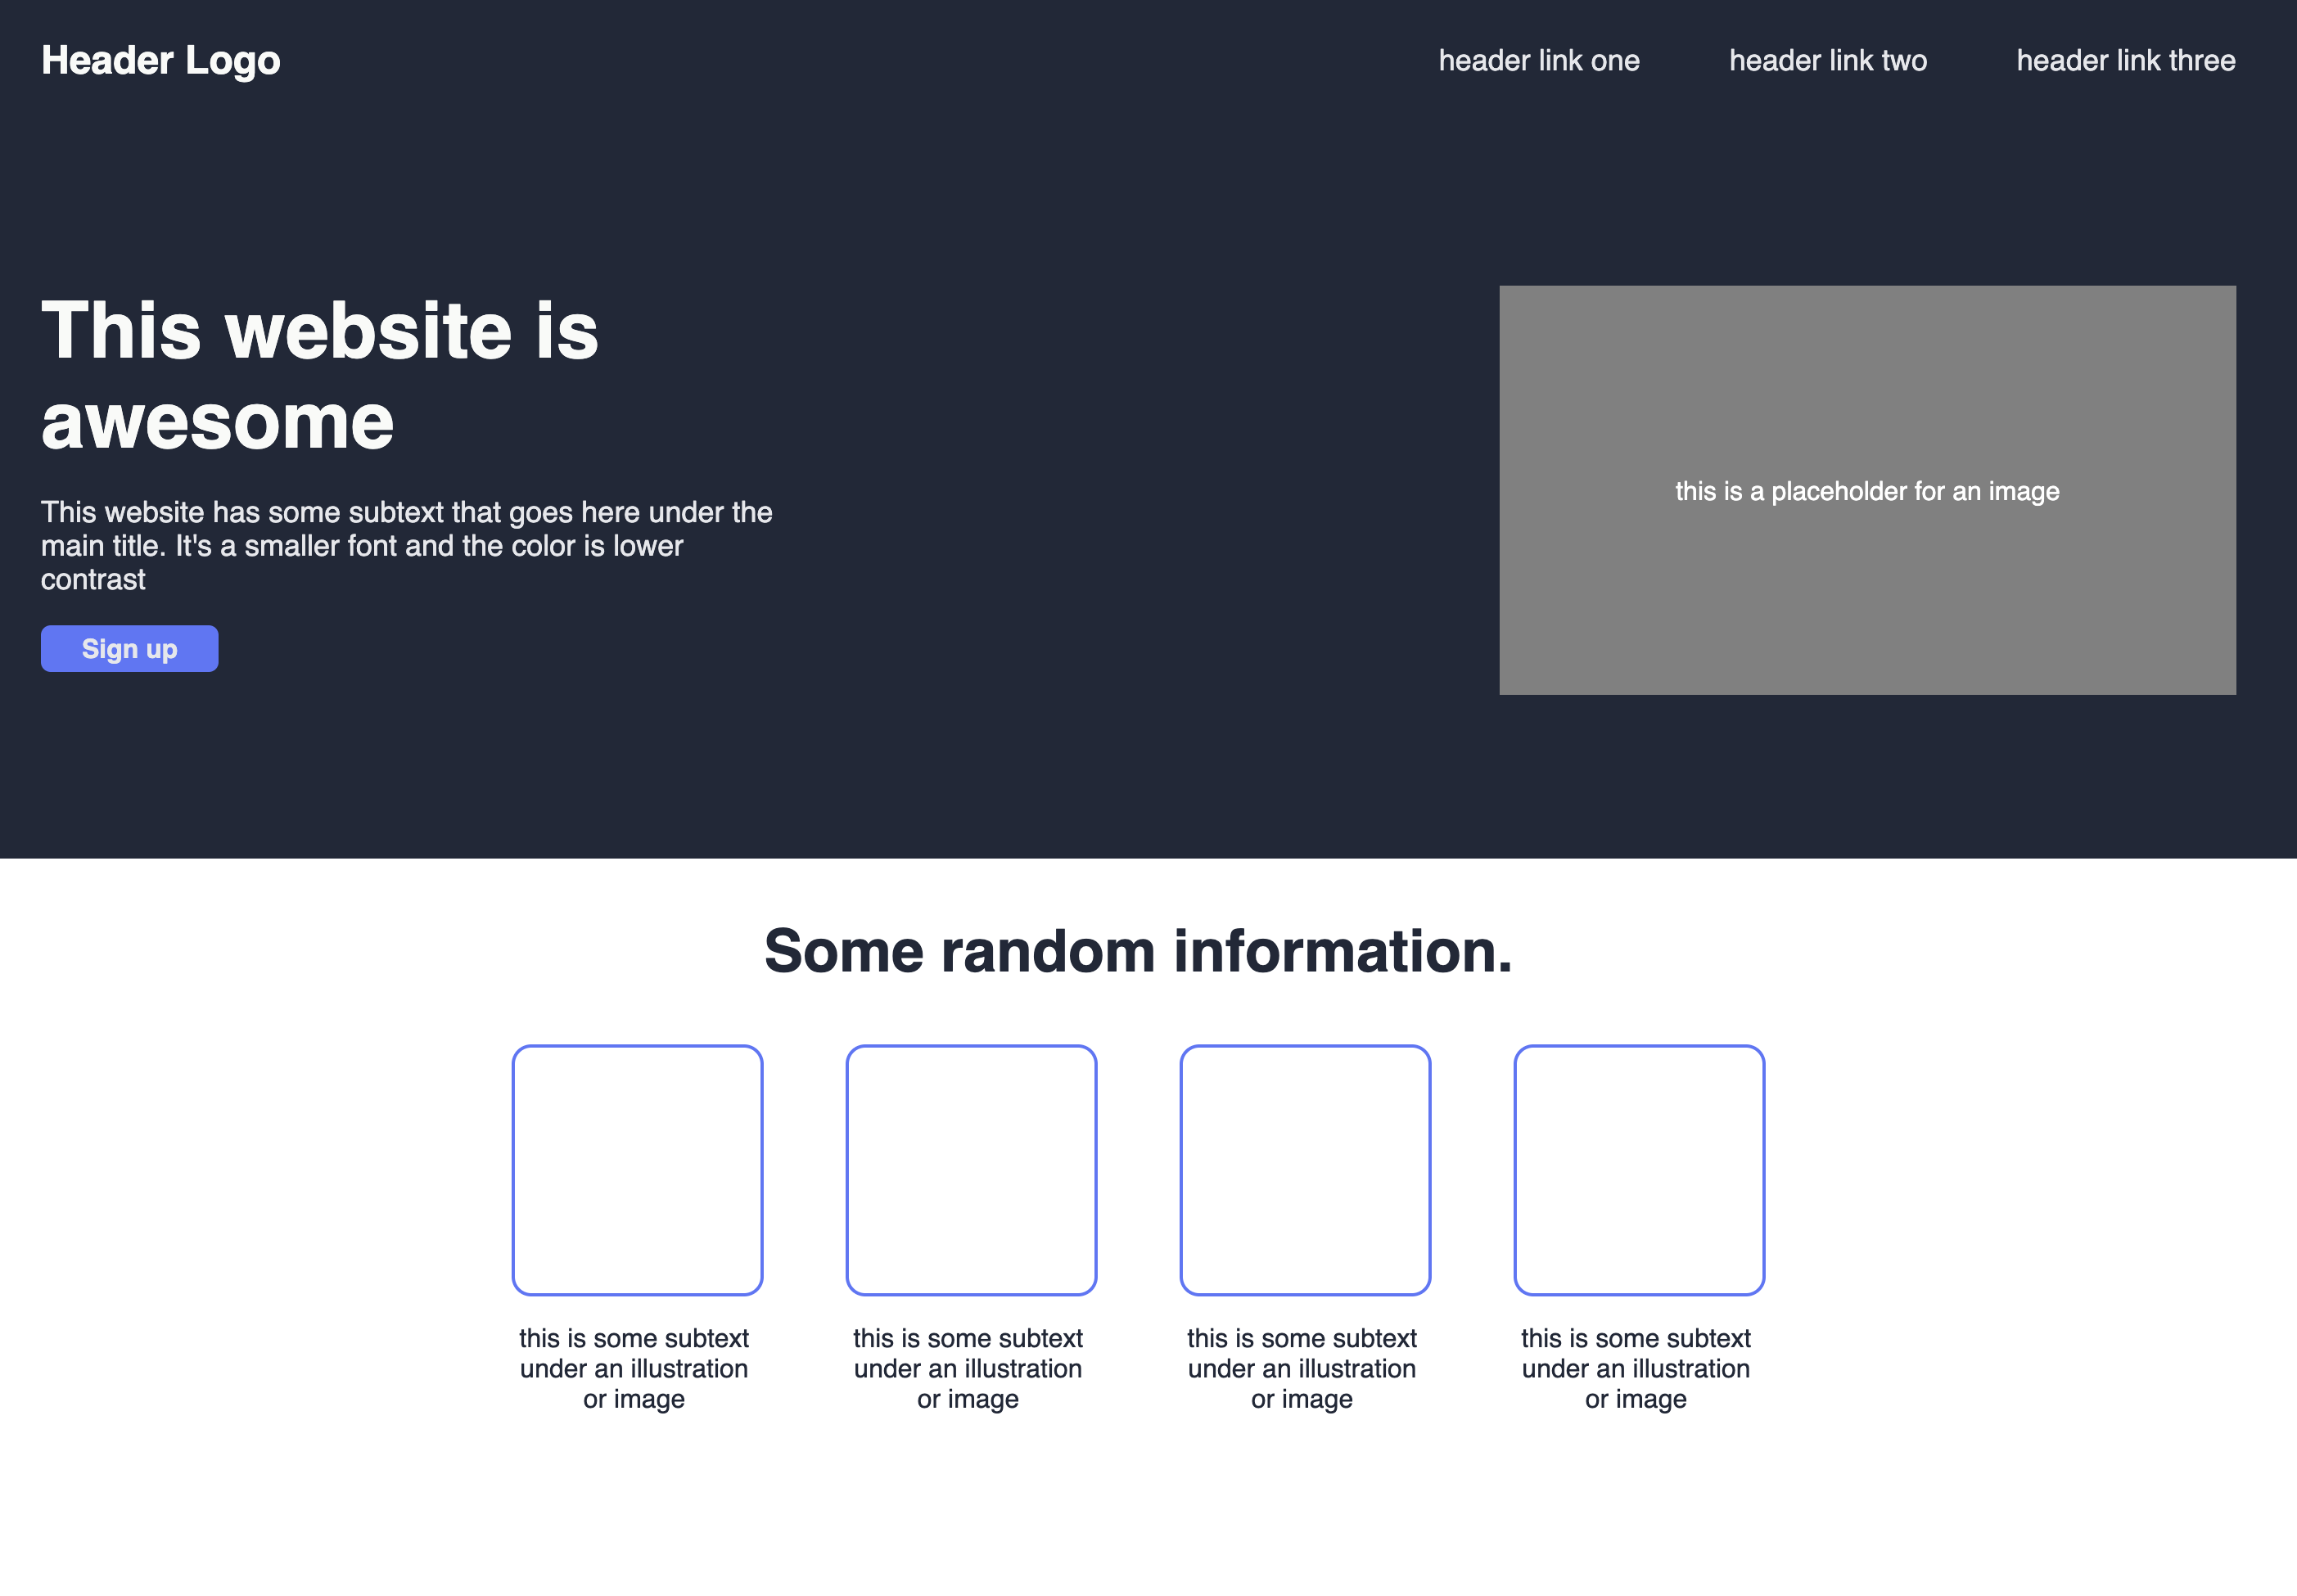 Header Logo
header link one
header link two
header link three
This website is
awesome
This website has some subtext that goes here under the
main title. It's a smaller font and the color is lower
contrast
Sign up
this is a placeholder for an image
Some random information.
this is some subtext
under an illustration
or image
this is some subtext
under an illustration
or image
this is some subtext
under an illustration
or image
this is some subtext
under an illustration
or image